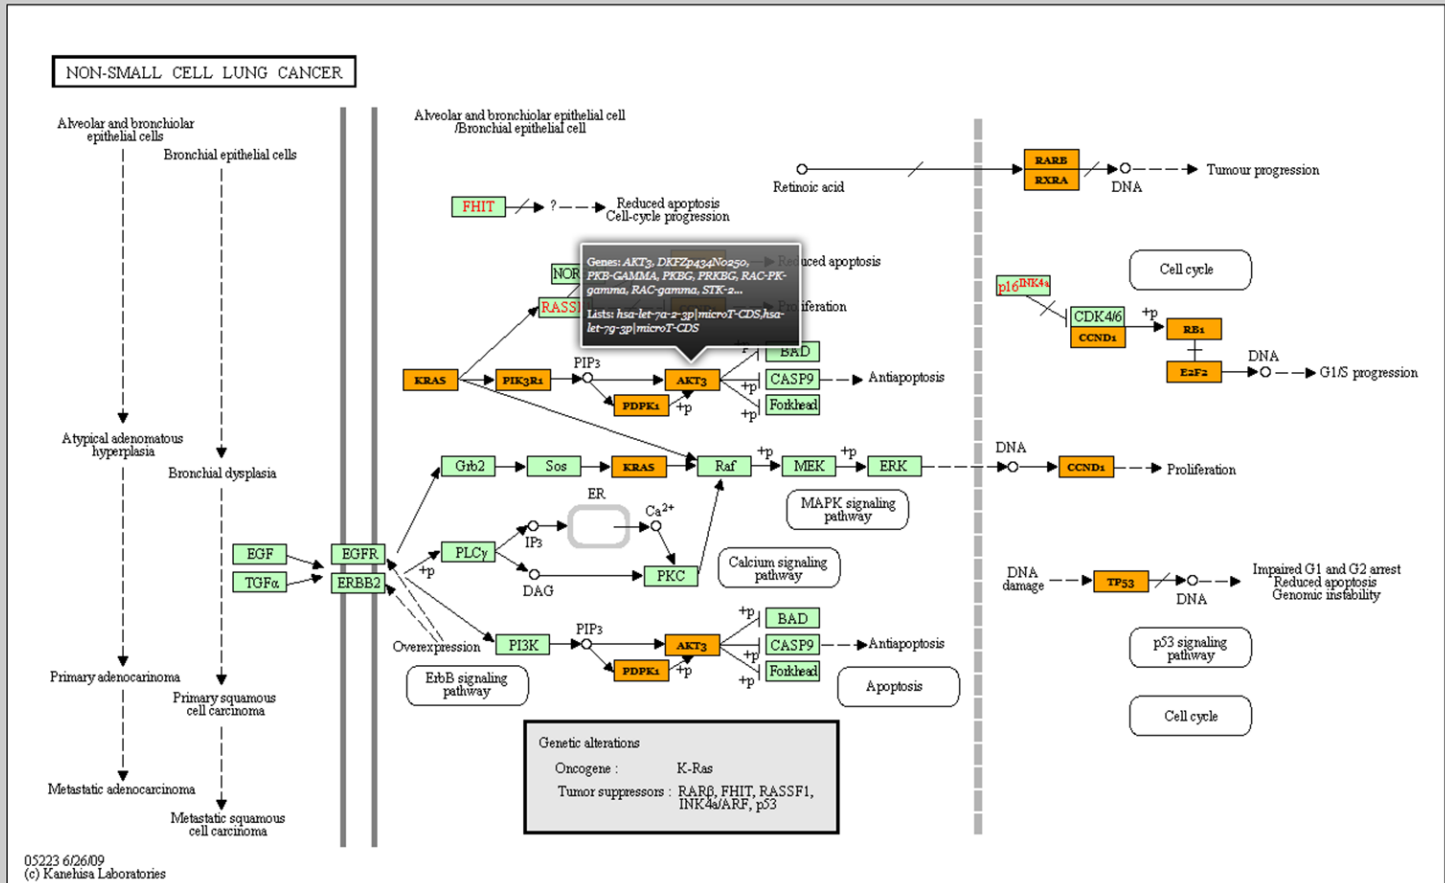 NON-SMALL CELL LUNG CANCER
Alveolar and bronchiolar
epithelial cells
Bronchial epithelial cells
Alveolar and bronchiolar epithelial cell
/Bronchial epithelial cell
Retinoic acid
RARB
RXRA
DNA
Tumour progression
FHIT
?
Reduced apoptosis
Cell-cycle progression
Genes: AKT3, DKFZp434N0250,
PKB-GAMMA, PKBG, PRKBG, RAC-PK-
gamma, RAC-gamma, STK-2...
Lists: hsa-let-7a-2-3p|microT-CDS,hsa-
let-7g-3p|microT-CDS
NOR
Reduced apoptosis
RASSF
Proliferation
Cell cycle
p16INK4a
CDK4/6
CCND1
+p
RB1
E2F2
DNA
G1/S progression
KRAS
PIK3R1
PIP3
AKT3
PDPK1
+p
+p
+p
+p
BAD
CASP9
Forkhead
Antiapoptosis
Atypical adenomatous
hyperplasia
Bronchial dysplasia
Grb2
Sos
KRAS
Raf
+p
MEK
+p
ERK
DNA
CCND1
Proliferation
MAPK signaling
pathway
ER
Ca2+
IP3
PLCγ
+p
DAG
PKC
Calcium signaling
pathway
EGF
TGFα
EGFR
ERBB2
DNA
damage
TP53
DNA
Impaired G1 and G2 arrest
Reduced apoptosis
Genomic instability
Overexpression
PI3K
PIP3
AKT3
PDPK1
+p
+p
+p
+p
BAD
CASP9
Forkhead
Antiapoptosis
ErbB signaling
pathway
Apoptosis
p53 signaling
pathway
Cell cycle
Primary adenocarinoma
Primary squamous
cell carcinoma
Metastatic adenocarcinoma
Metastatic squamous
cell carcinoma
Genetic alterations
Oncogene : K-Ras
Tumor suppressors : RARβ, FHIT, RASSF1,
INK4a/ARF, p53
05223 6/26/09
(c) Kanehisa Laboratories